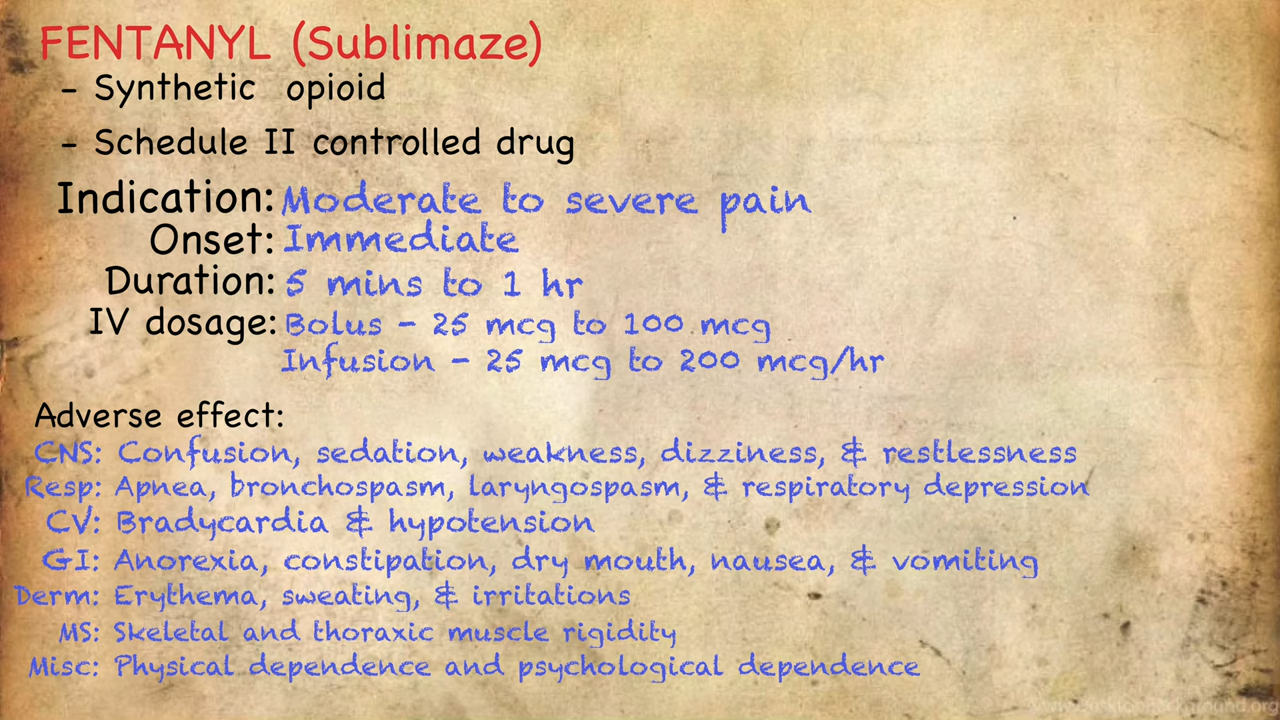 FENTANYL (Sublimaze)
- Synthetic opioid
- Schedule II controlled drug
Indication: Moderate to severe pain
Onset: Immediate
Duration: 5 mins to 1 hr
IV dosage: Bolus - 25 mcg to 100 mcg
Infusion - 25 mcg to 200 mcg/hr
Adverse effect:
CNS: Confusion, sedation, weakness, dizziness, & restlessness
Resp: Apnea, bronchospasm, laryngospasm, & respiratory depression
CV: Bradycardia & hypotension
GI: Anorexia, constipation, dry mouth, nausea, & vomiting
Derm: Erythema, sweating, & irritations
MS: Skeletal and thoraxic muscle rigidity
Misc: Physical dependence and psychological dependence